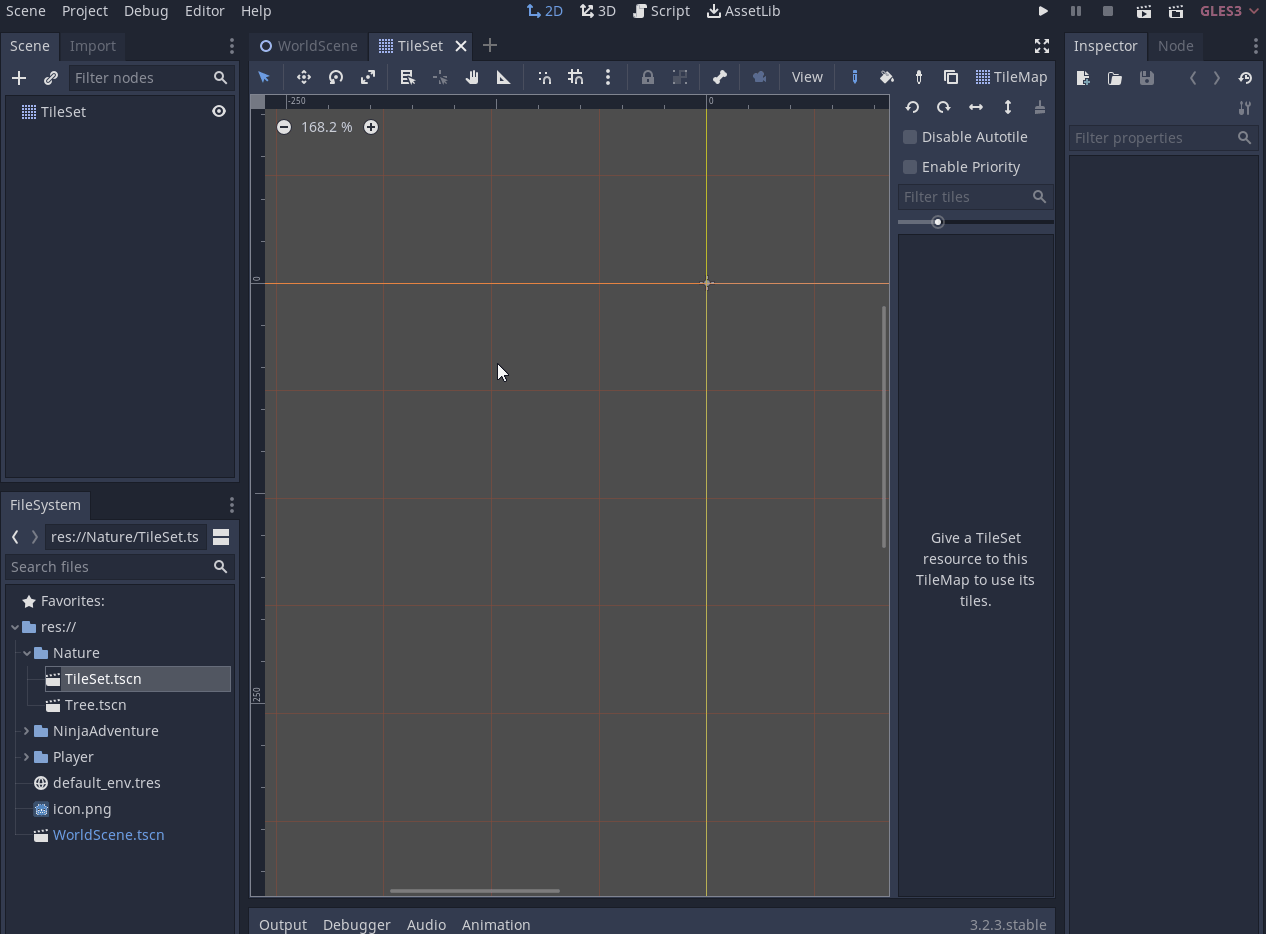 Scene Project Debug Editor Help
2D 3D Script AssetLib
GLES3
Scene Import
Filter nodes
TileSet
WorldScene TileSet
View TileMap
-250 0
168.2 %
0
250
Disable Autotile
Enable Priority
Filter tiles
Give a TileSet
resource to this
TileMap to use its
tiles.
Inspector Node
Filter properties
FileSystem
res://Nature/TileSet.ts
Search files
Favorites:
res://
Nature
TileSet.tscn
Tree.tscn
NinjaAdventure
Player
default_env.tres
icon.png
WorldScene.tscn
Output Debugger Audio Animation
3.2.3.stable